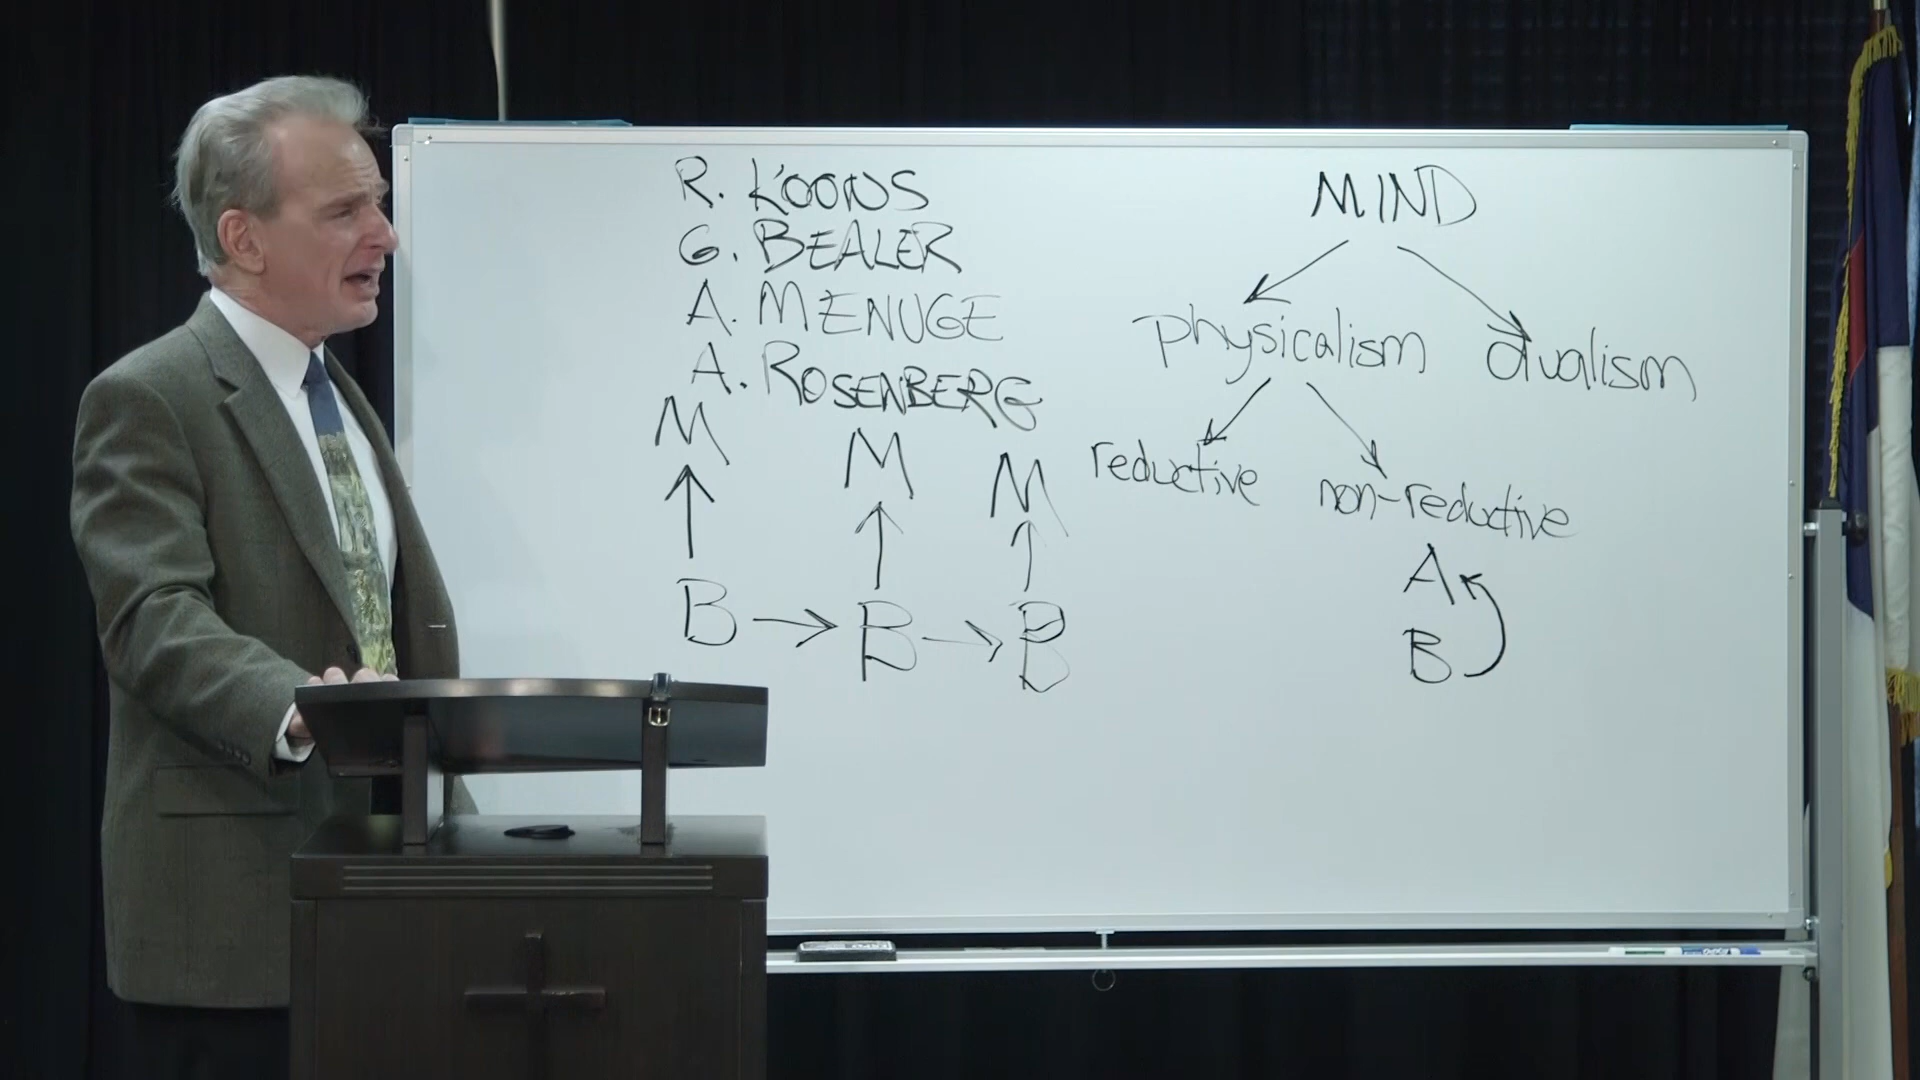 R. KOONS
G. BEALER
A. MENUGE
A. ROSENBERG
M M M
B B B
MIND
physicalism dualism
reductive non-reductive
A
B